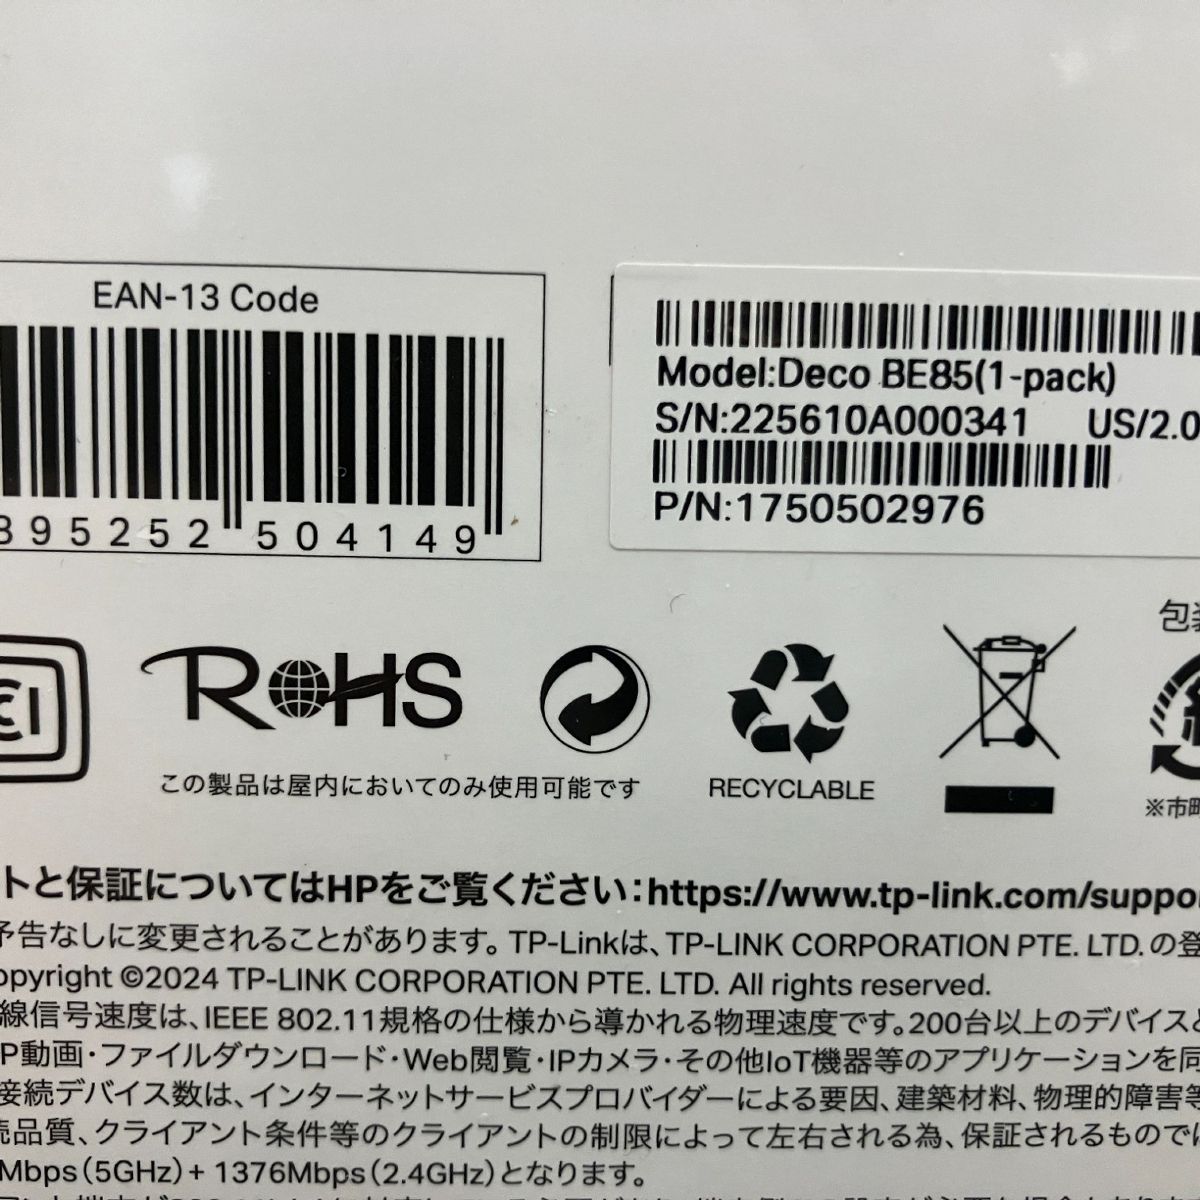 EAN-13 Code
895252 504149
Model:Deco BE85(1-pack)
S/N:225610A000341 US/2.0
P/N:1750502976
CI
RoHS
この製品は屋内においてのみ使用可能です
RECYCLABLE
包装
※市町
トと保証についてはHPをご覧ください:https://www.tp-link.com/suppor
予告なしに変更されることがあります。TP-Linkは、TP-LINK CORPORATION PTE. LTD.の登
opyright ©2024 TP-LINK CORPORATION PTE. LTD. All rights reserved.
線信号速度は、IEEE 802.11規格の仕様から導かれる物理速度です。200台以上のデバイスと
P動画・ファイルダウンロード・Web閲覧・IPカメラ・その他IoT機器等のアプリケーションを同
接続デバイス数は、インターネットサービスプロバイダーによる要因、建築材料、物理的障害等
続品質、クライアント条件等のクライアントの制限によって左右される為、保証されるものでは
Mbps(5GHz)+ 1376Mbps(2.4GHz)となります。